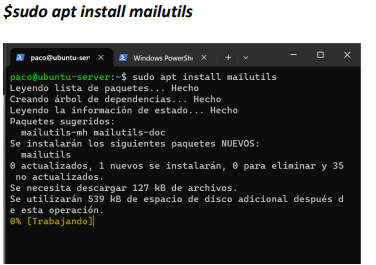 $sudo apt install mailutils
paco@ubuntu-ser
Windows PowerSh
paco@ubuntu-server:~$ sudo apt install mailutils
Leyendo lista de paquetes... Hecho
Creando árbol de dependencias... Hecho
Leyendo la información de estado... Hecho
Paquetes sugeridos:
  mailutils-mh mailutils-doc
Se instalarán los siguientes paquetes NUEVOS:
  mailutils
0 actualizados, 1 nuevos se instalarán, 0 para eliminar y 35
 no actualizados.
Se necesita descargar 127 kB de archivos.
Se utilizarán 539 kB de espacio de disco adicional después d
e esta operación.
0% [Trabajando]